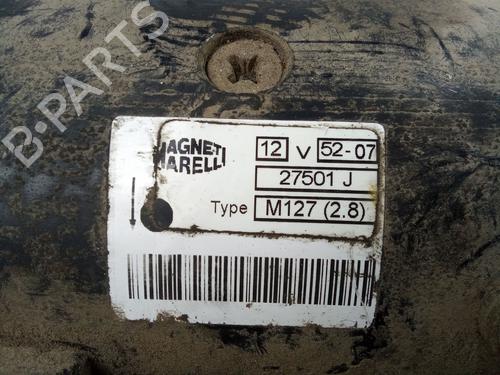 B-PARTS
MAGNETI MARELLI
12 V 52-07
27501 J
Type M127 (2.8)